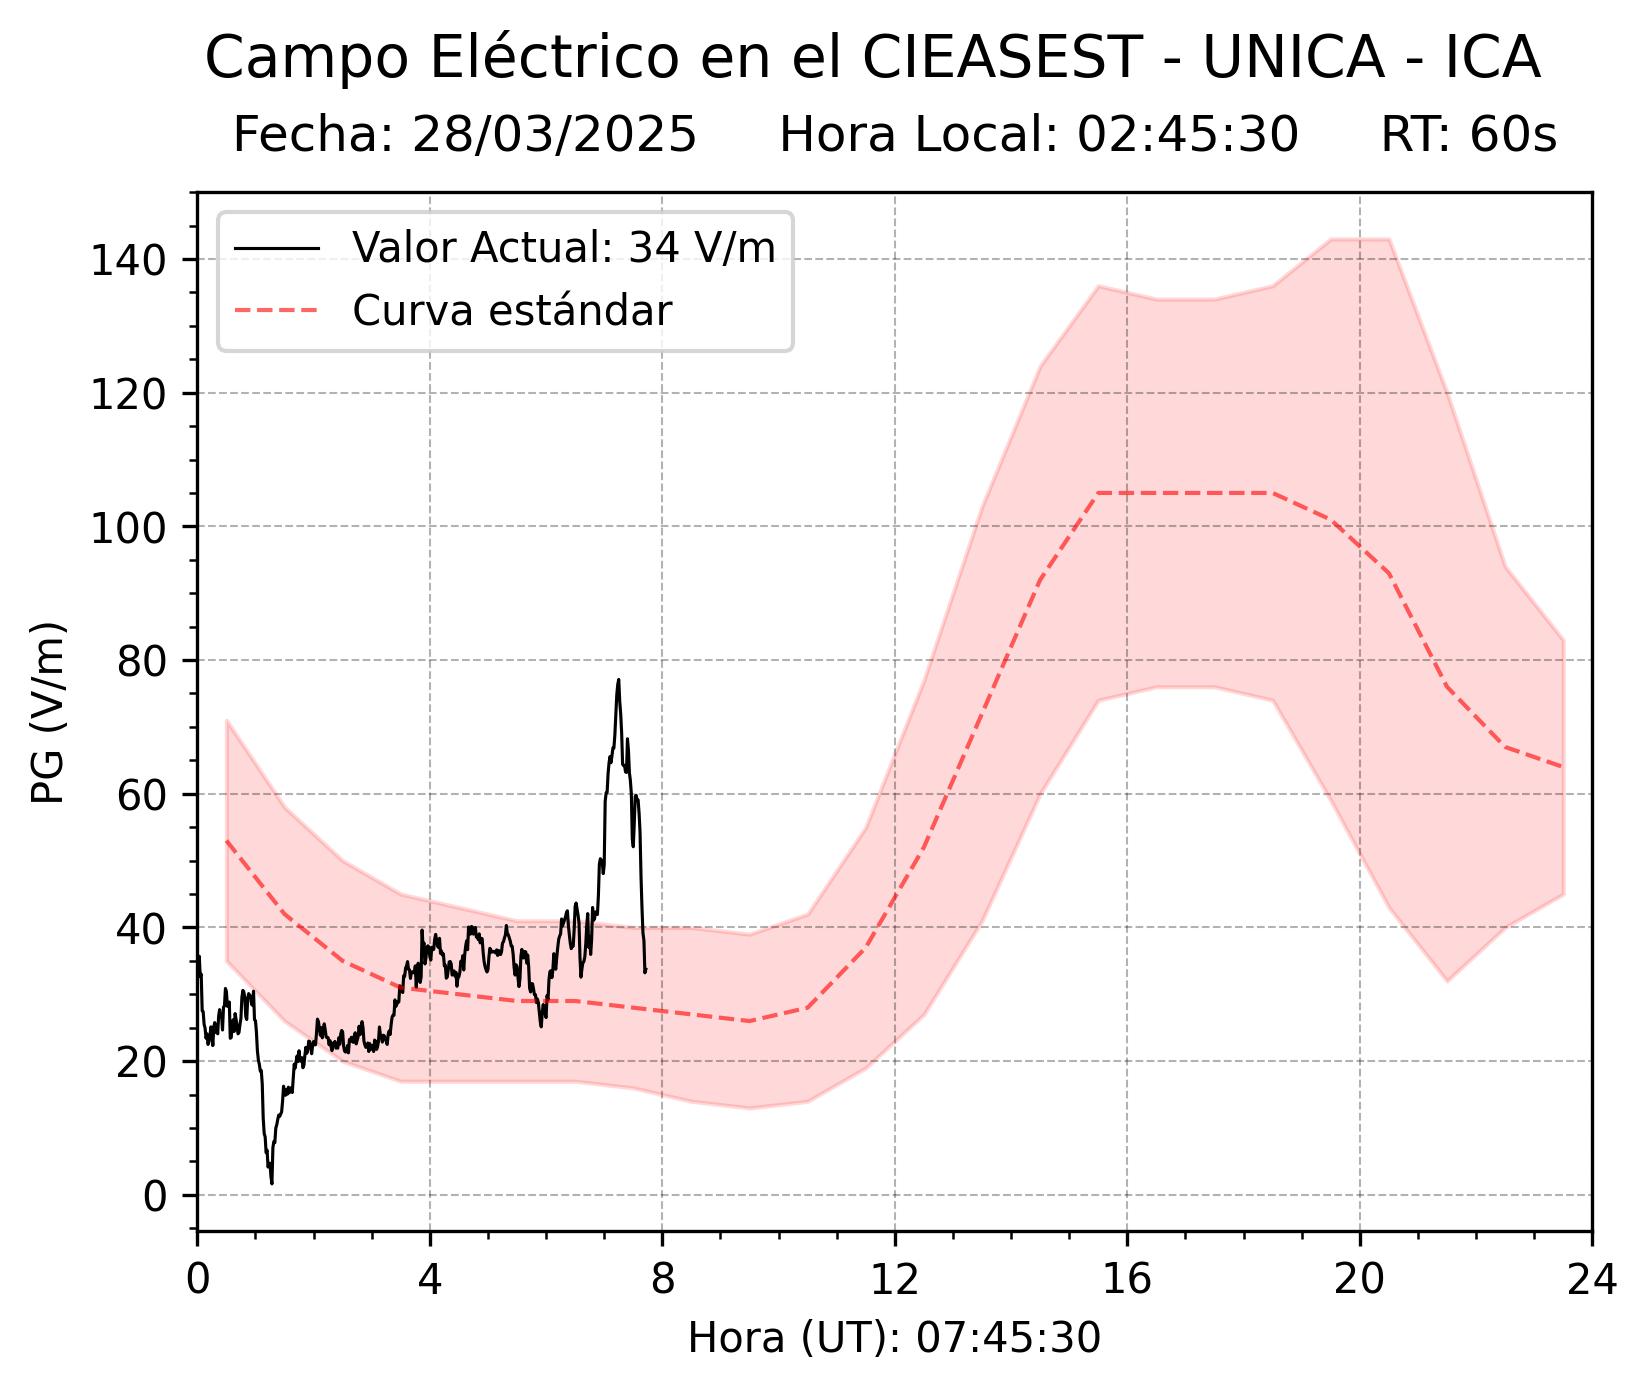 Campo Eléctrico en el CIEASEST - UNICA - ICA
Fecha: 28/03/2025 Hora Local: 02:45:30 RT: 60s
Valor Actual: 34 V/m
Curva estándar
PG (V/m)
140
120
100
80
60
40
20
0
0 4 8 12 16 20 24
Hora (UT): 07:45:30